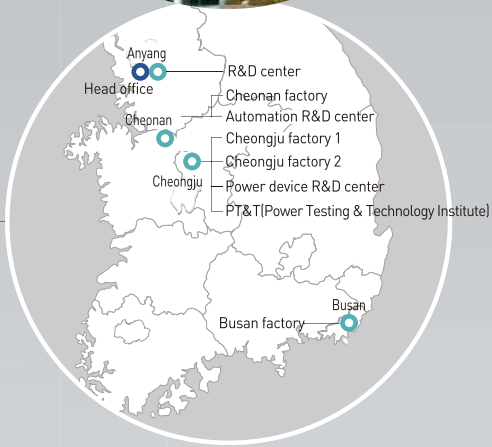 Anyang
R&D center
Head office
Cheonan factory
Automation R&D center
Cheonan
Cheongju factory 1
Cheongju factory 2
Cheongju
Power device R&D center
PT&T(Power Testing & Technology Institute)
Busan
Busan factory